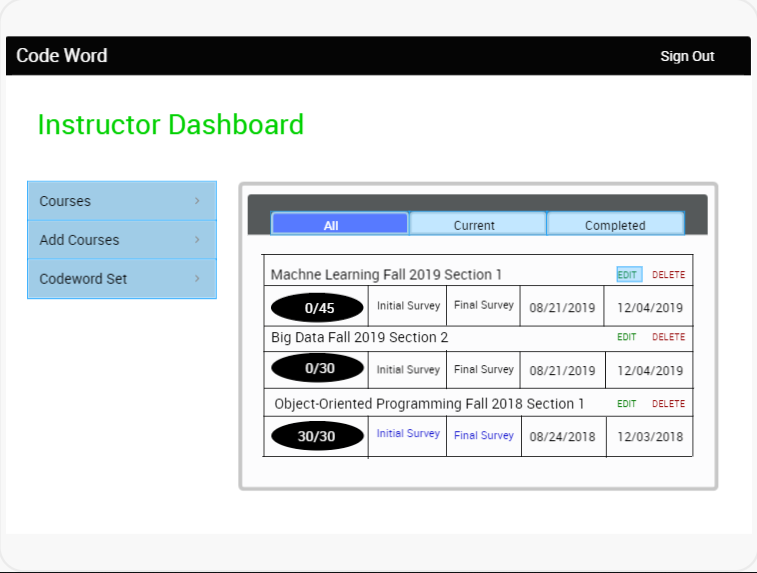 Code Word Sign Out
Instructor Dashboard
Courses
Add Courses
Codeword Set
All Current Completed
Machne Learning Fall 2019 Section 1 EDIT DELETE
0/45 Initial Survey Final Survey 08/21/2019 12/04/2019
Big Data Fall 2019 Section 2 EDIT DELETE
0/30 Initial Survey Final Survey 08/21/2019 12/04/2019
Object-Oriented Programming Fall 2018 Section 1 EDIT DELETE
30/30 Initial Survey Final Survey 08/24/2018 12/03/2018